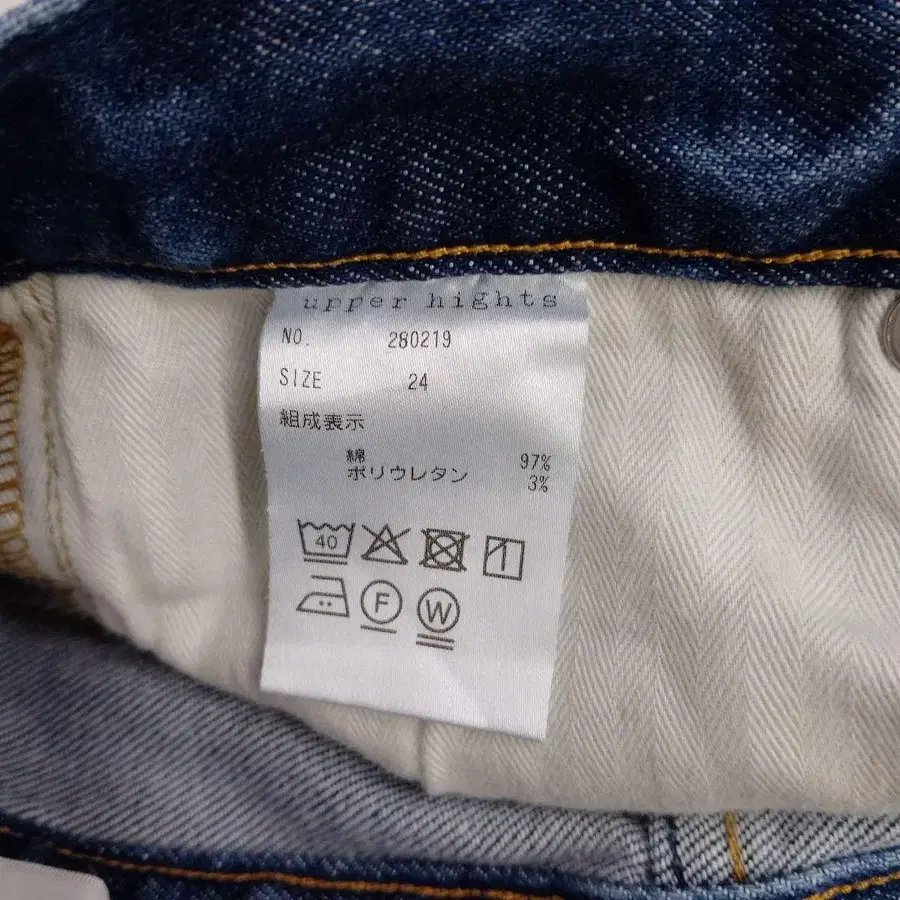 upper hights
NO. 280219
SIZE 24
組成表示
綿 97%
ポリウレタン 3%
40
F W